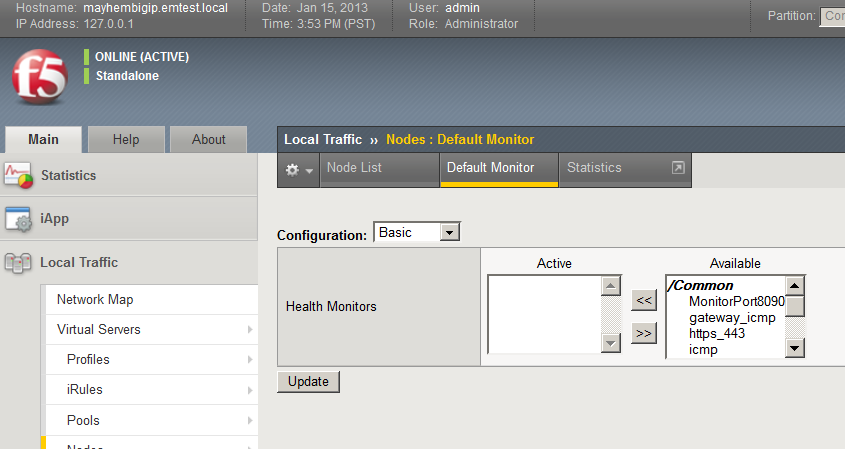 Hostname: mayhembigip.emtest.local
IP Address: 127.0.0.1
Date: Jan 15, 2013
Time: 3:53 PM (PST)
User: admin
Role: Administrator
Partition:
f5
ONLINE (ACTIVE)
Standalone
Main
Help
About
Statistics
iApp
Local Traffic
Network Map
Virtual Servers
Profiles
iRules
Pools
Nodes
Local Traffic ›› Nodes : Default Monitor
Node List
Default Monitor
Statistics
Configuration: Basic
Health Monitors
Active
<<
>>
Available
/Common
MonitorPort8090
gateway_icmp
https_443
icmp
Update